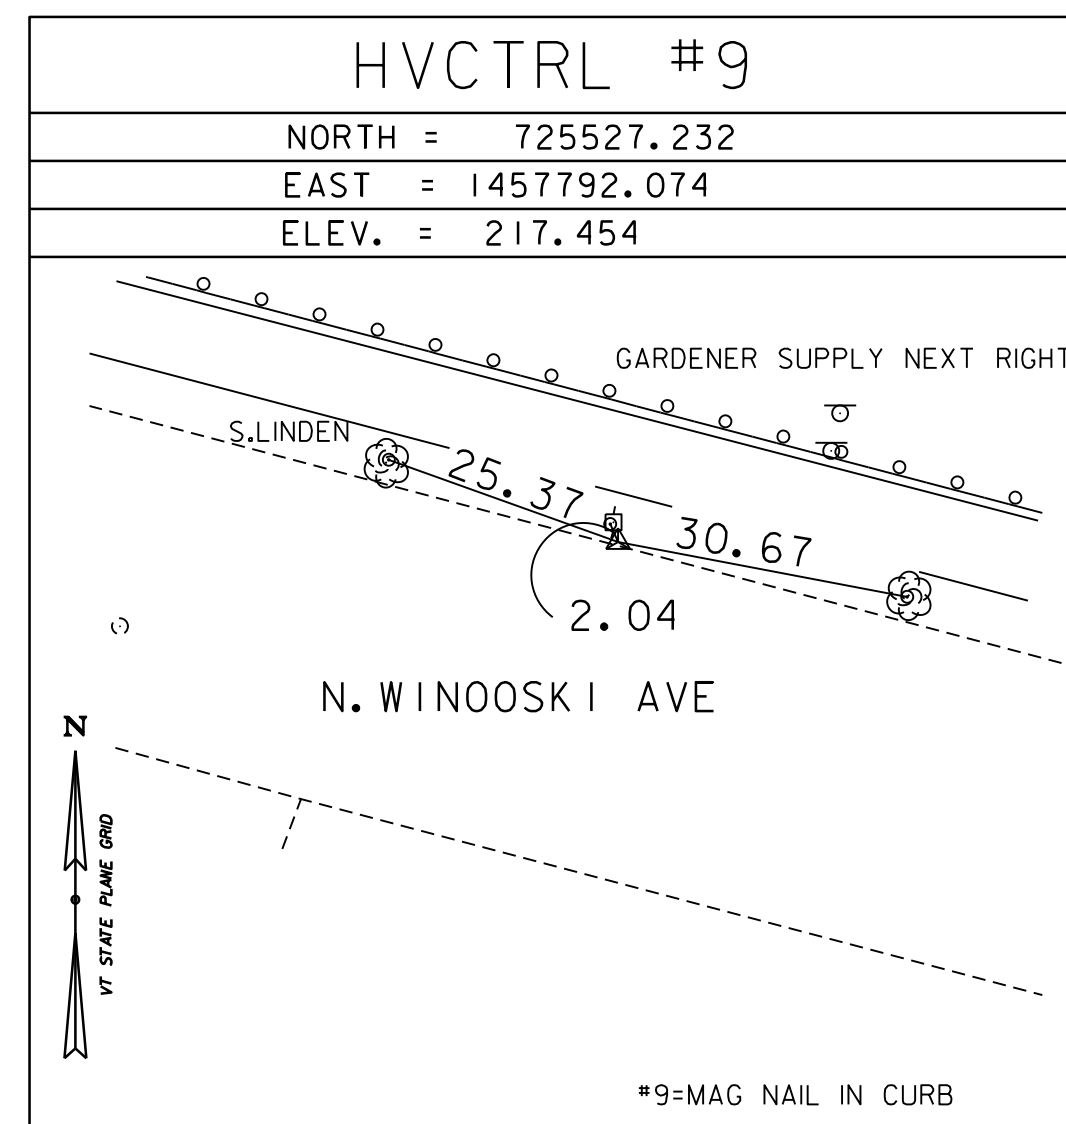 HVCTRL #9
NORTH = 725527.232
EAST = 1457792.074
ELEV. = 217.454
GARDENER SUPPLY NEXT RIGHT
S.LINDEN
25.37
30.67
2.04
N. WINOOSKI AVE
N
VT STATE PLANE GRID
#9=MAG NAIL IN CURB